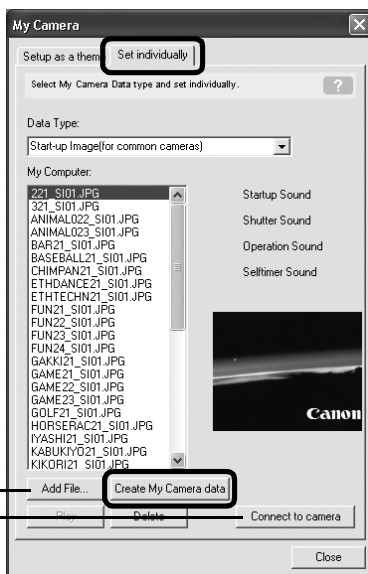 My Camera
Setup as a theme Set individually
Select My Camera Data type and set individually.
?
Data Type:
Start-up Image(for common cameras)
My Computer:
221_SI01.JPG
321_SI01.JPG
ANIMAL022_SI01.JPG
ANIMAL023_SI01.JPG
BAR21_SI01.JPG
BASEBALL21_SI01.JPG
CHIMPAN21_SI01.JPG
ETHDANCE21_SI01.JPG
ETHTECHN21_SI01.JPG
FUN21_SI01.JPG
FUN22_SI01.JPG
FUN23_SI01.JPG
FUN24_SI01.JPG
GAKKI21_SI01.JPG
GAME21_SI01.JPG
GAME22_SI01.JPG
GAME23_SI01.JPG
GOLF21_SI01.JPG
HORSERAC21_SI01.JPG
IYASHI21_SI01.JPG
KABUKIYO21_SI01.JPG
KIKORI21_SI01.JPG
Startup Sound
Shutter Sound
Operation Sound
Selftimer Sound
Canon
Add File... Create My Camera data
Play Delete Connect to camera
Close